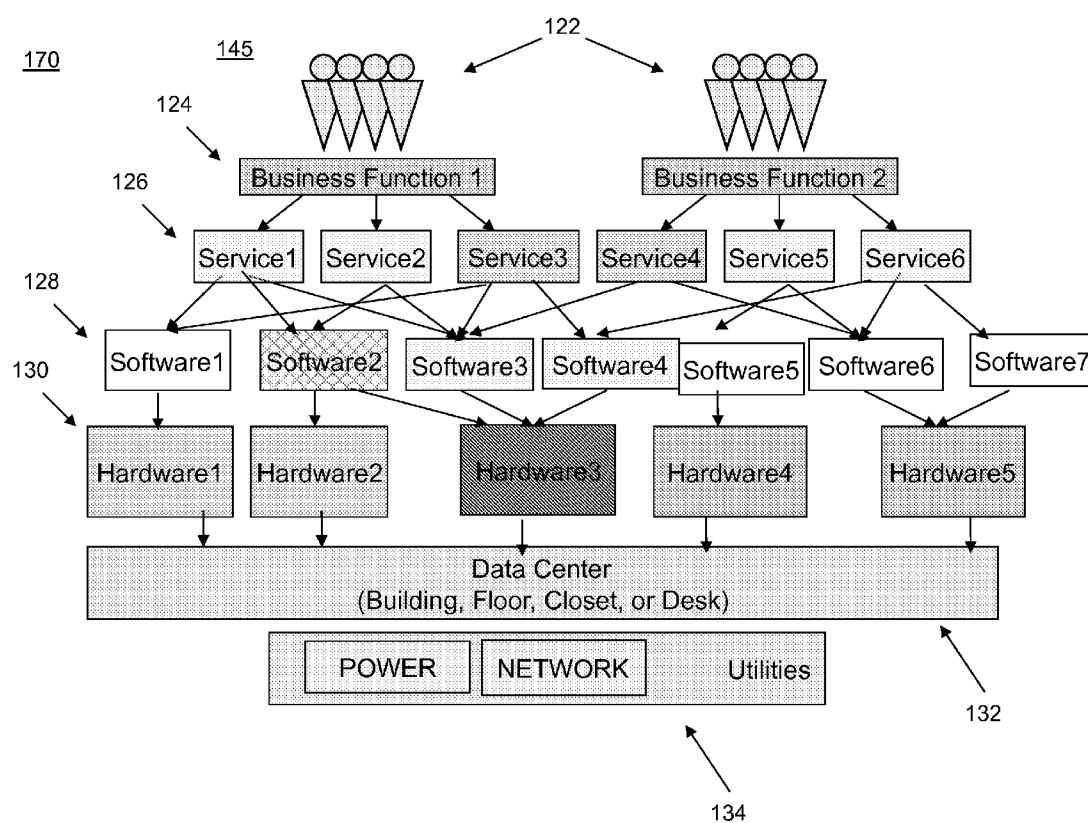 122
170
145
124
Business Function 1
Business Function 2
126
Service1
Service2
Service3
Service4
Service5
Service6
128
Software1
Software2
Software3
Software4
Software5
Software6
Software7
130
Hardware1
Hardware2
Hardware3
Hardware4
Hardware5
Data Center
(Building, Floor, Closet, or Desk)
POWER
NETWORK
Utilities
132
134